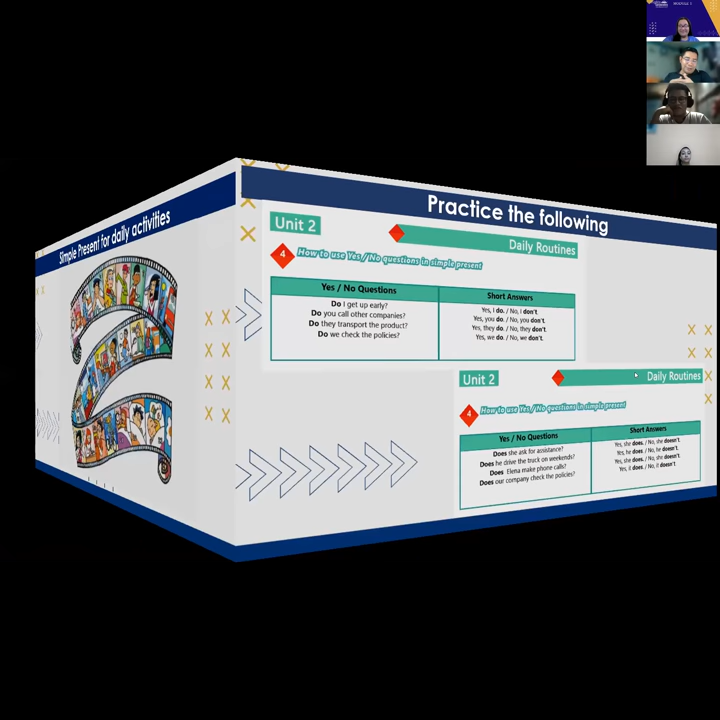 MODULE 1
Simple Present for daily activities
Practice the following
Unit 2
Daily Routines
4
How to use Yes / No questions in simple present
Yes / No Questions
Short Answers
Do I get up early?
Do you call other companies?
Do they transport the product?
Do we check the policies?
Yes, I do. / No, I don't.
Yes, you do. / No, you don't.
Yes, they do. / No, they don't.
Yes, we do. / No, we don't.
Unit 2
Daily Routines
4
How to use Yes / No questions in simple present
Yes / No Questions
Short Answers
Does she ask for assistance?
Does he drive the truck on weekends?
Does Elena make phone calls?
Does our company check the policies?
Yes, she does. / No, she doesn't.
Yes, he does. / No, he doesn't.
Yes, she does. / No, she doesn't.
Yes, it does. / No, it doesn't.